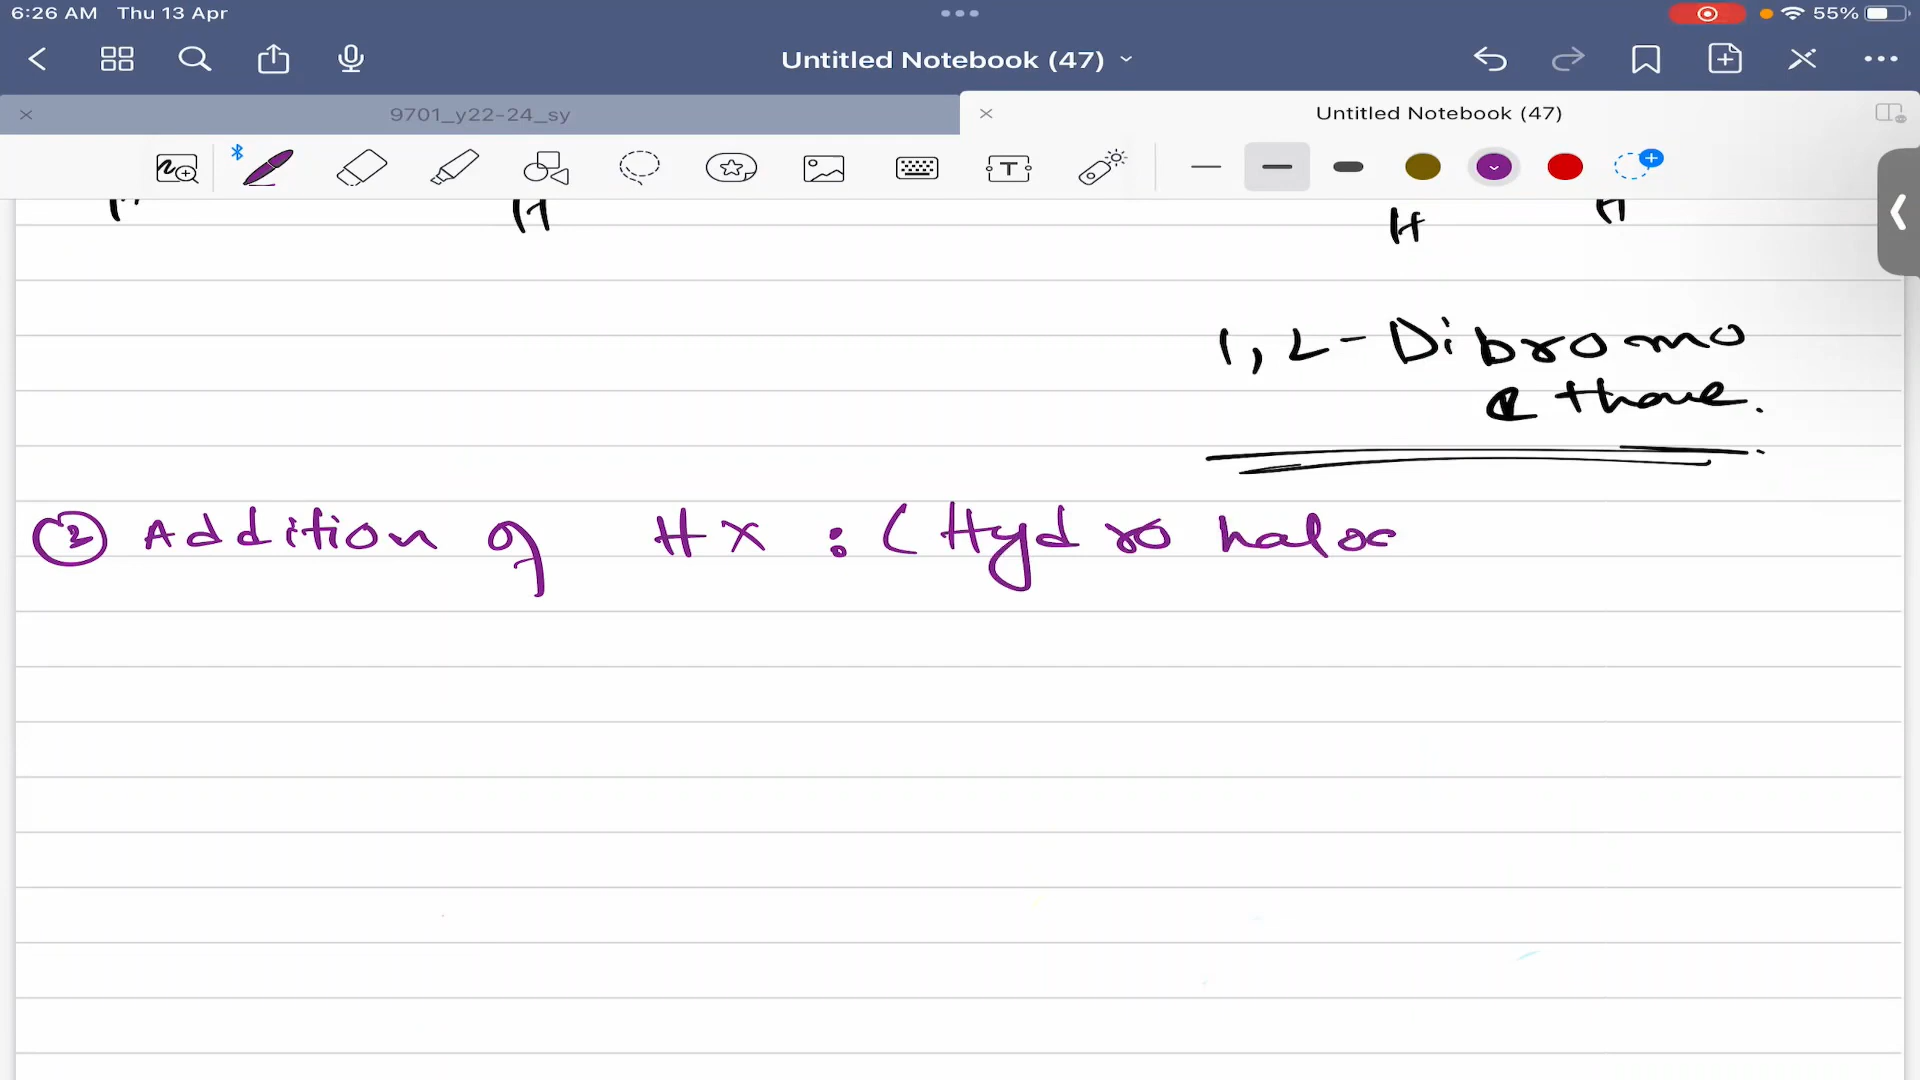 6:26 AM Thu 13 Apr
55%
Untitled Notebook (47)
9701_y22-24_sy
Untitled Notebook (47)
H
H
H
1,2-Dibromo
ethane.
② Addition of HX : (Hydro haloc